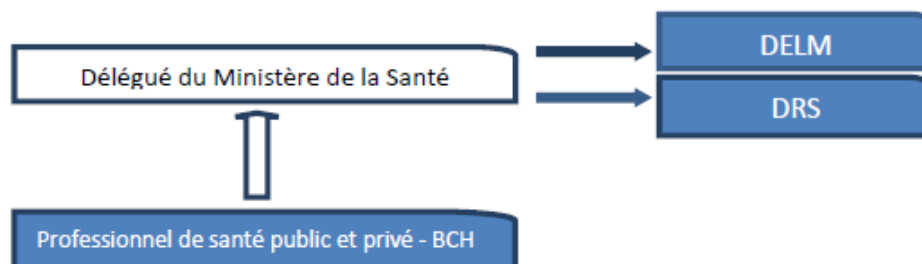 DELM
Délégué du Ministère de la Santé
DRS
Professionnel de santé public et privé - BCH